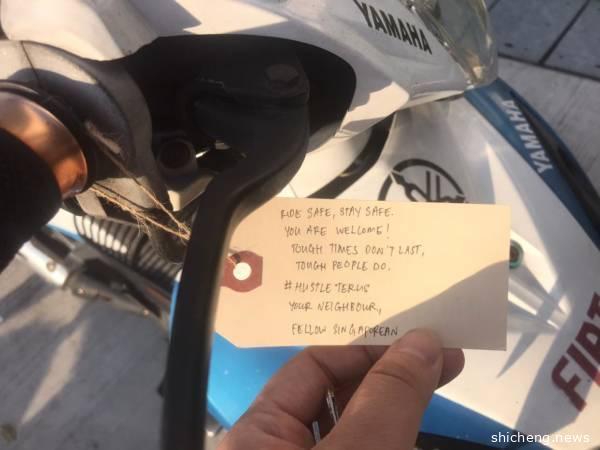 YAMAHA
YAMAHA
RIDE SAFE, STAY SAFE.
YOU ARE WELCOME!
TOUGH TIMES DON'T LAST,
TOUGH PEOPLE DO.
#HUSTLE TERUS
YOUR NEIGHBOUR,
FELLOW SINGAPOREAN
shicheng.news